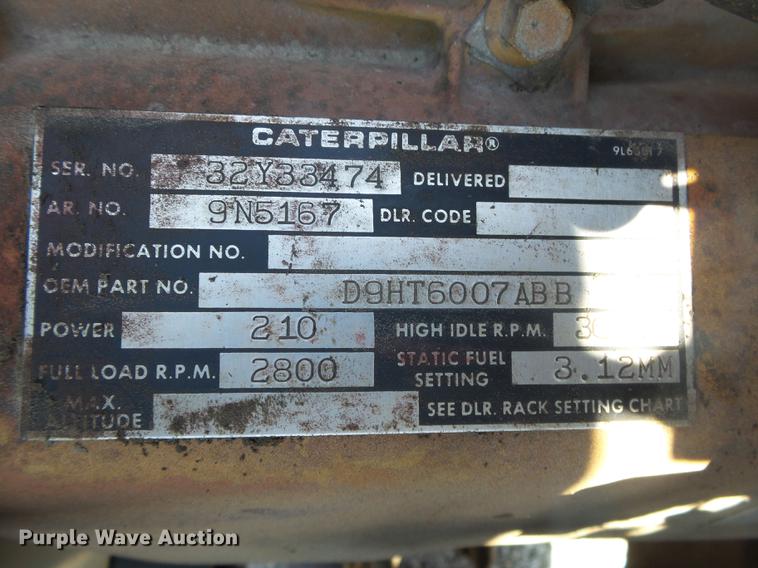 CATERPILLAR®
SER. NO. 32Y33474 DELIVERED
AR. NO. 9N5167 DLR. CODE
MODIFICATION NO.
OEM PART NO. D9HT6007ABB
POWER 210 HIGH IDLE R.P.M.
FULL LOAD R.P.M. 2800 STATIC FUEL SETTING 3.12MM
MAX. ALTITUDE SEE DLR. RACK SETTING CHART
Purple Wave Auction